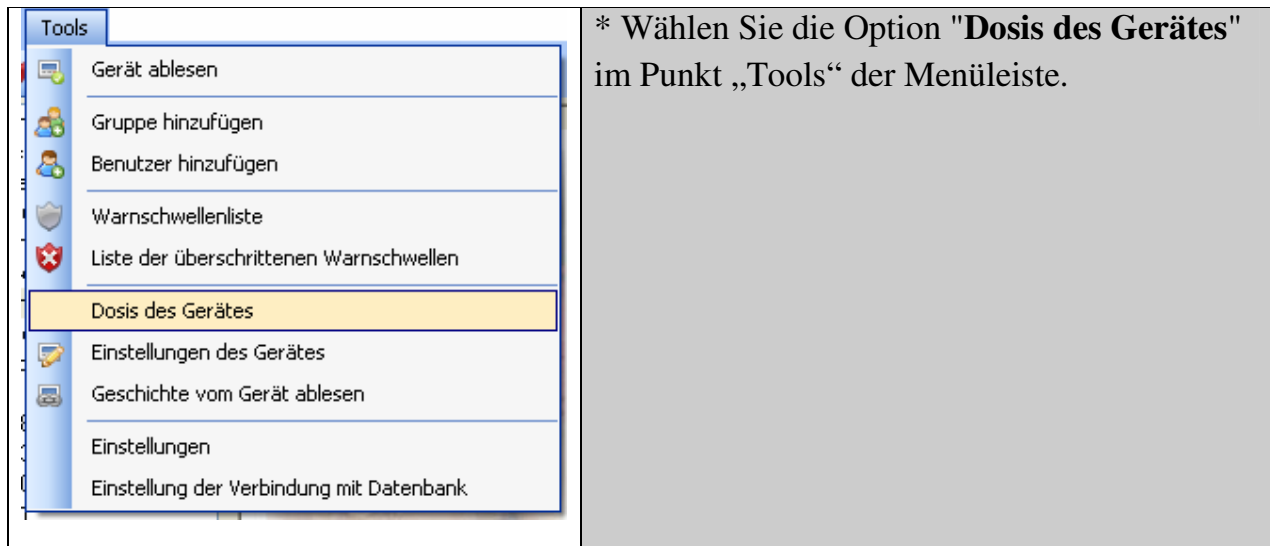 Tools
Gerät ablesen
Gruppe hinzufügen
Benutzer hinzufügen
Warnschwellenliste
Liste der überschrittenen Warnschwellen
Dosis des Gerätes
Einstellungen des Gerätes
Geschichte vom Gerät ablesen
Einstellungen
Einstellung der Verbindung mit Datenbank
* Wählen Sie die Option "Dosis des Gerätes"
im Punkt „Tools“ der Menüleiste.